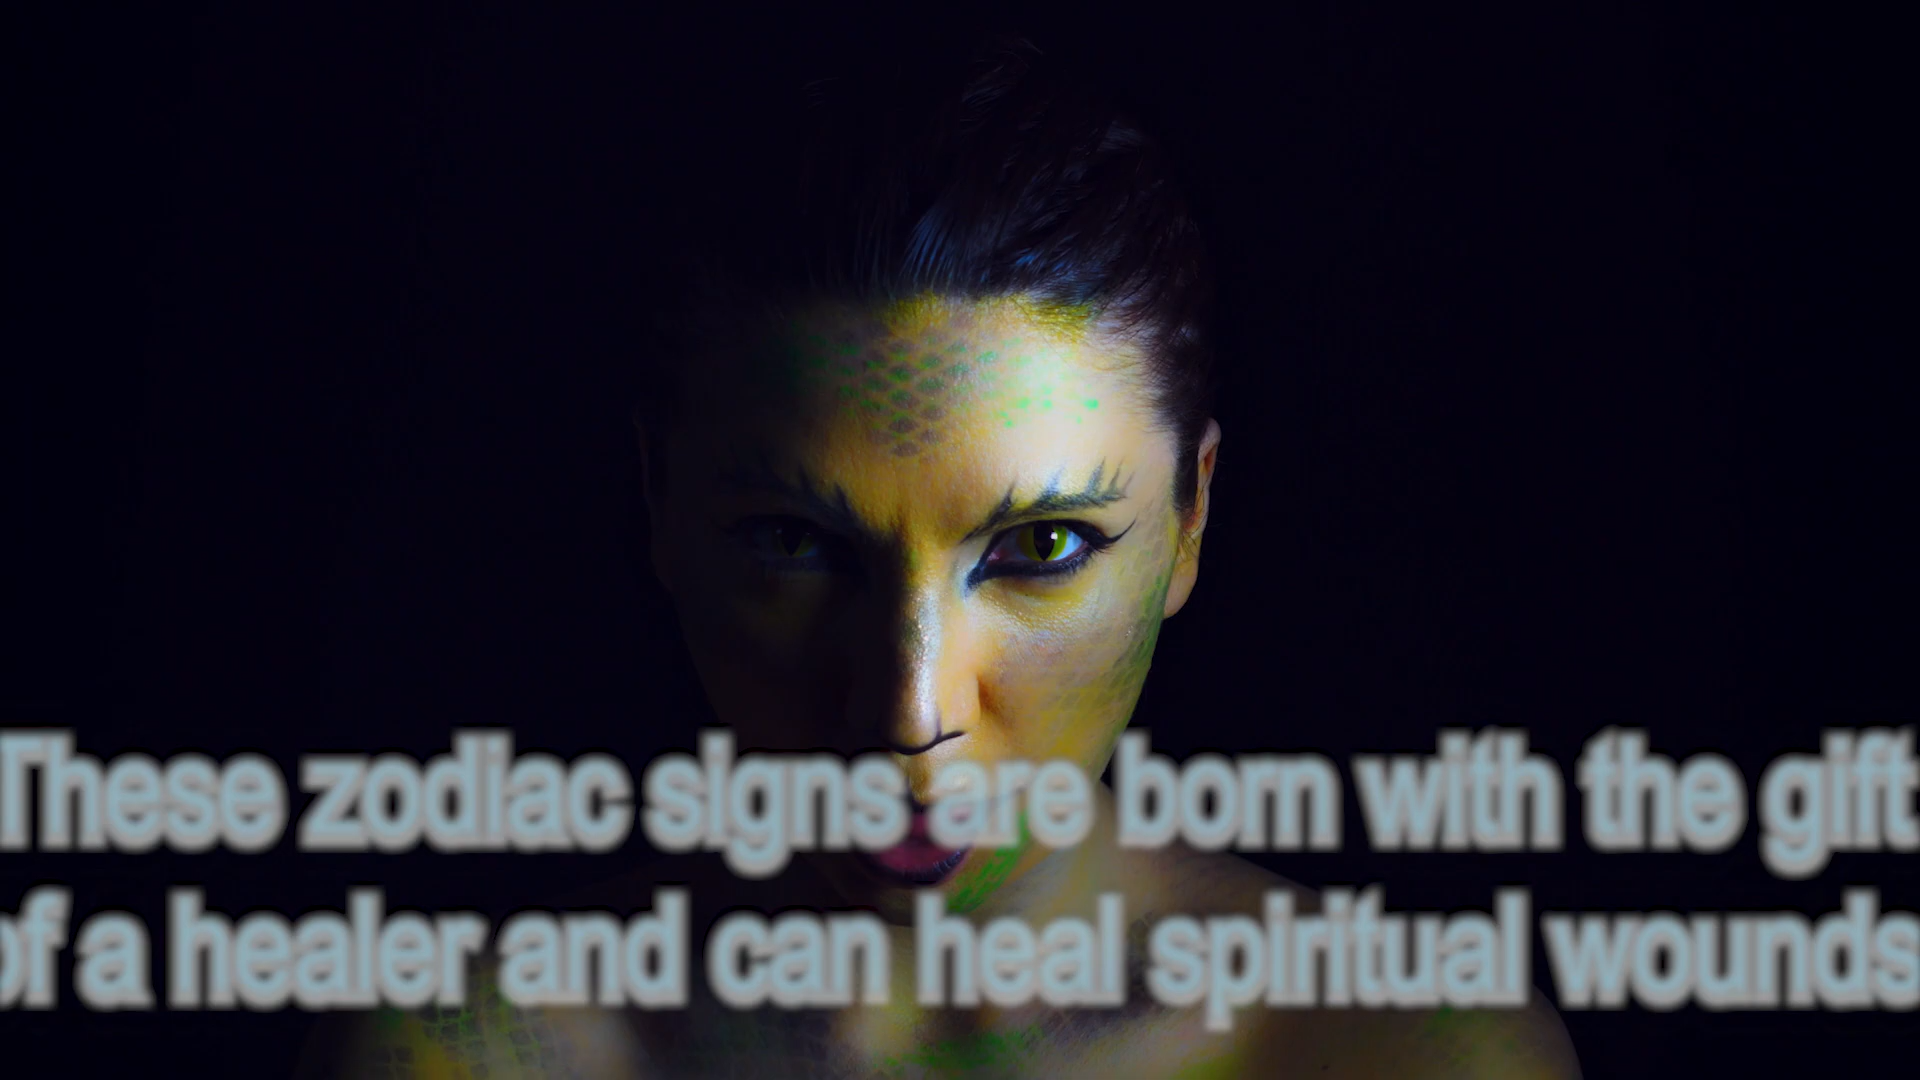 These zodiac signs are born with the gift
of a healer and can heal spiritual wounds